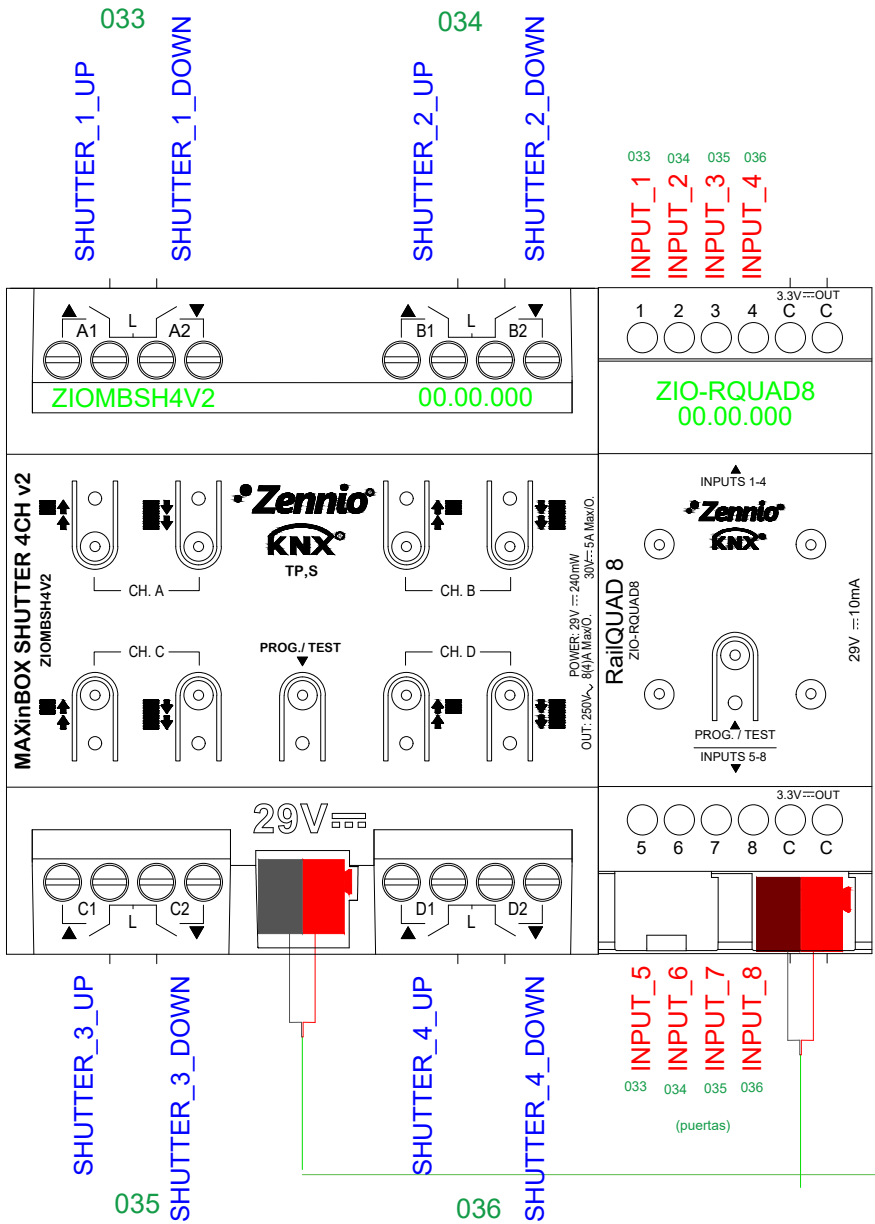 033
034
SHUTTER_1_UP
SHUTTER_1_DOWN
SHUTTER_2_UP
SHUTTER_2_DOWN
033 034 035 036
INPUT_1
INPUT_2
INPUT_3
INPUT_4
A1 L A2
B1 L B2
3.3V OUT
1 2 3 4 C C
ZIOMBSH4V2
00.00.000
ZIO-RQUAD8
00.00.000
MAXinBOX SHUTTER 4CH v2
ZIOMBSH4V2
Zennio
KNX
TP,S
CH. A
CH. B
CH. C
CH. D
PROG./ TEST
POWER: 29V 240mW
OUT: 250V 8(4)A Max/O.
30V 5A Max/O.
INPUTS 1-4
Zennio
KNX
RailQUAD 8
ZIO-RQUAD8
29V 10mA
PROG. / TEST
INPUTS 5-8
29V
3.3V OUT
5 6 7 8 C C
C1 L C2
D1 L D2
SHUTTER_3_UP
SHUTTER_3_DOWN
SHUTTER_4_UP
SHUTTER_4_DOWN
INPUT_5
INPUT_6
INPUT_7
INPUT_8
033 034 035 036
(puertas)
035
036